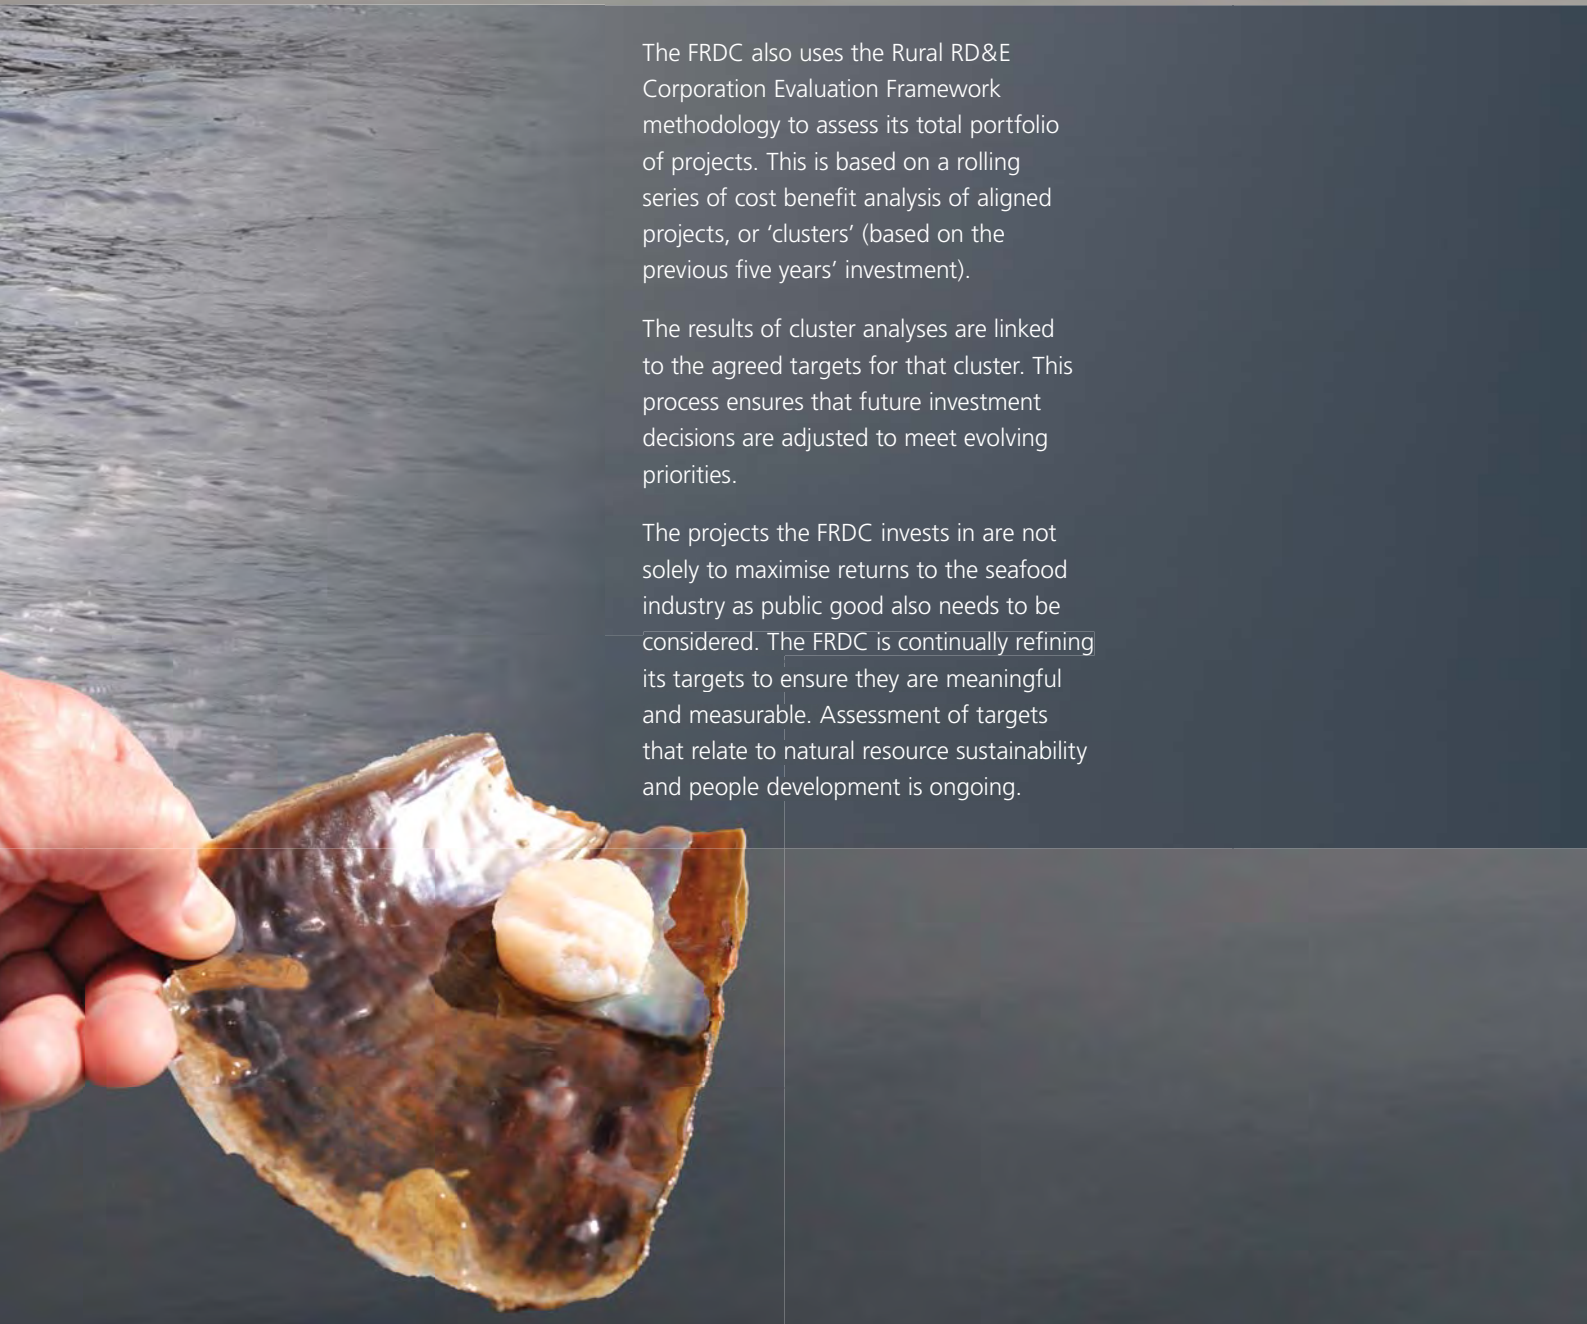 The FRDC also uses the Rural RD&E
Corporation Evaluation Framework
methodology to assess its total portfolio
of projects. This is based on a rolling
series of cost benefit analysis of aligned
projects, or ‘clusters’ (based on the
previous five years’ investment).
The results of cluster analyses are linked
to the agreed targets for that cluster. This
process ensures that future investment
decisions are adjusted to meet evolving
priorities.
The projects the FRDC invests in are not
solely to maximise returns to the seafood
industry as public good also needs to be
considered. The FRDC is continually refining
its targets to ensure they are meaningful
and measurable. Assessment of targets
that relate to natural resource sustainability
and people development is ongoing.